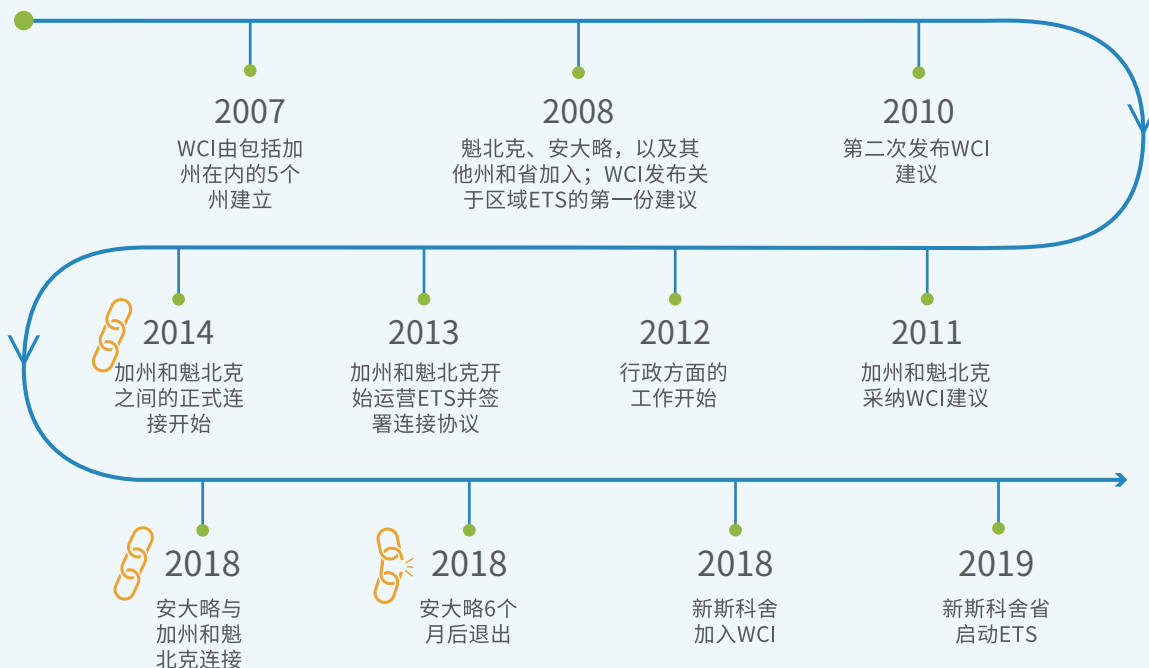 2007
WCI由包括加
州在内的5个
州建立
2008
魁北克、安大略，以及其
他州和省加入；WCI发布关
于区域ETS的第一份建议
2010
第二次发布WCI
建议
2011
加州和魁北克
采纳WCI建议
2012
行政方面的
工作开始
2013
加州和魁北克开
始运营ETS并签
署连接协议
2014
加州和魁北克
之间的正式连
接开始
2018
安大略与
加州和魁
北克连接
2018
安大略6个
月后退出
2018
新斯科舍
加入WCI
2019
新斯科舍省
启动ETS